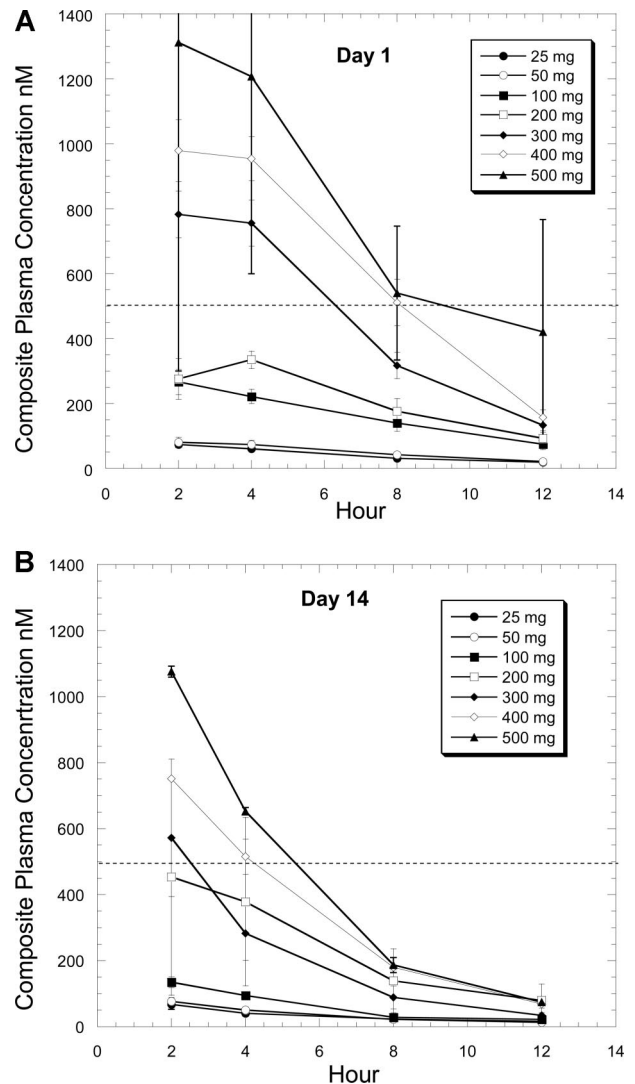 A
Day 1
Composite Plasma Concentration nM
1400
1200
1000
800
600
400
200
0
25 mg
50 mg
100 mg
200 mg
300 mg
400 mg
500 mg
0 2 4 6 8 10 12 14
Hour
B
Day 14
Composite Plasma Concenrtration nM
1400
1200
1000
800
600
400
200
0
25 mg
50 mg
100 mg
200 mg
300 mg
400 mg
500 mg
0 2 4 6 8 10 12 14
Hour